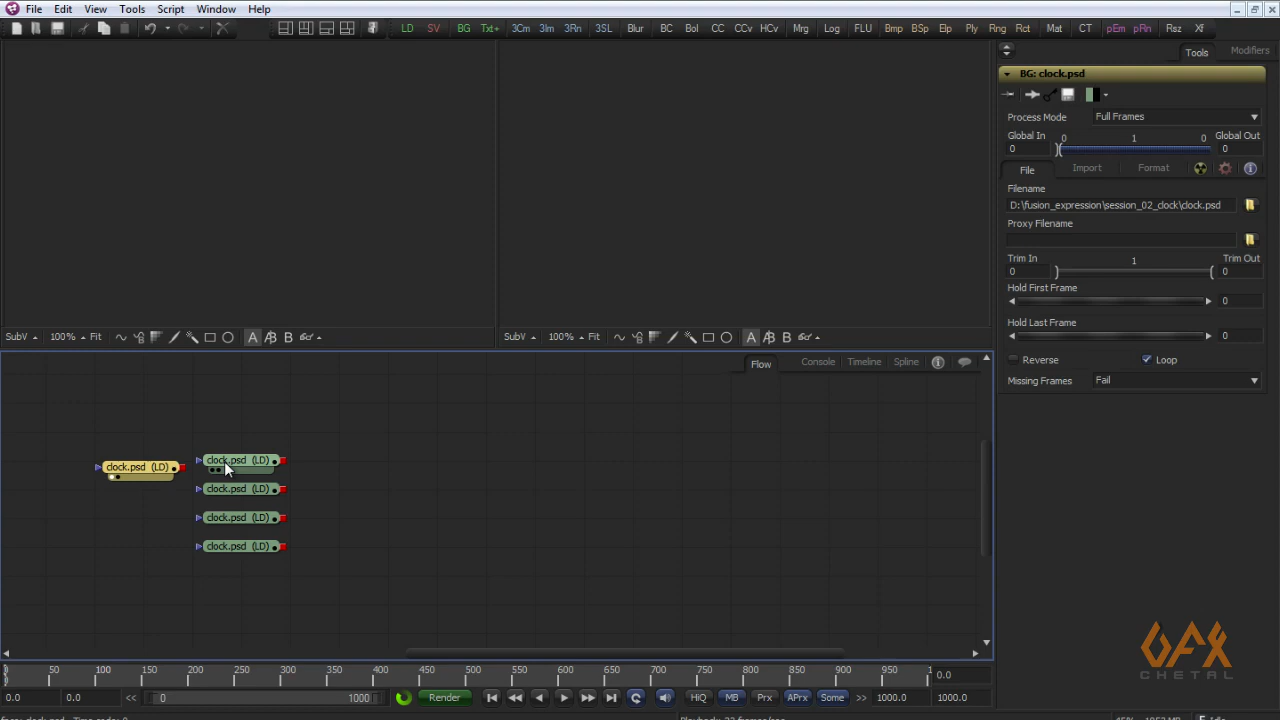 File Edit View Tools Script Window Help
LD SV BG Txt+ 3Cm 3Im 3Rn 3SL Blur BC Bol CC CCv HCv Mrg Log FLU Bmp BSp Elp Ply Rng Rct Mat CT pEm pRn Rsz Xf
Tools Modifiers
BG: clock.psd
Process Mode Full Frames
Global In 0 1 0 Global Out
0 0
File Import Format
Filename
D:\fusion_expression\session_02_clock\clock.psd
Proxy Filename
Trim In 1 Trim Out
0 0
Hold First Frame
0
Hold Last Frame
0
Reverse Loop
Missing Frames Fail
SubV 100% Fit A A/B B SubV 100% Fit A A/B B
Flow Console Timeline Spline
clock.psd (LD)
clock.psd (LD)
clock.psd (LD)
clock.psd (LD)
clock.psd (LD)
0 50 100 150 200 250 300 350 400 450 500 550 600 650 700 750 800 850 900 950 0.0
0.0 0.0 << 0 1000 Render HiQ MB Prx APrx Some >> 1000.0 1000.0
GFX
CHETAL